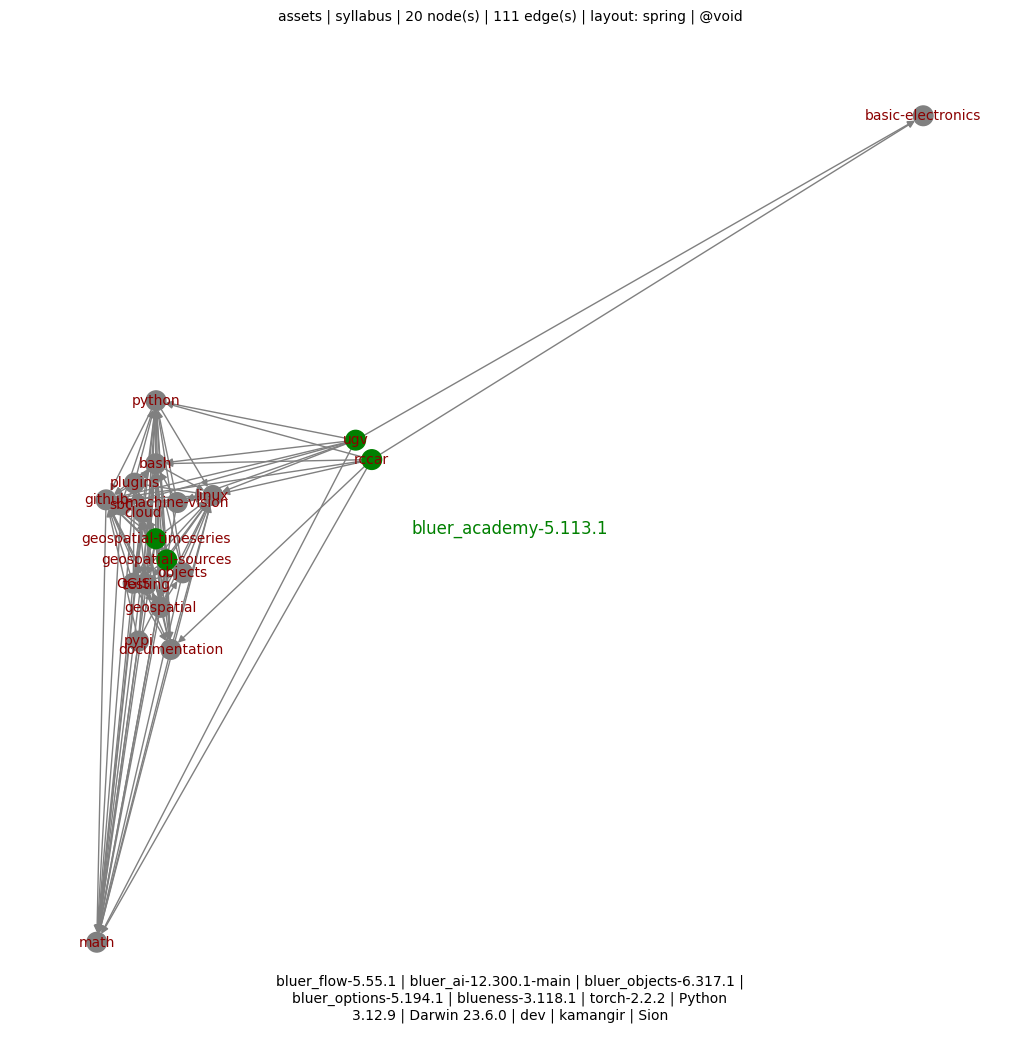 assets | syllabus | 20 node(s) | 111 edge(s) | layout: spring | @void
basic-electronics
python
ugv
rccar
bash
plugins
github
linux
machine-vision
cloud
bluer_academy-5.113.1
geospatial-timeseries
geospatial-sources
objects
testing
geospatial
pypi
documentation
math
bluer_flow-5.55.1 | bluer_ai-12.300.1-main | bluer_objects-6.317.1 |
bluer_options-5.194.1 | blueness-3.118.1 | torch-2.2.2 | Python
3.12.9 | Darwin 23.6.0 | dev | kamangir | Sion